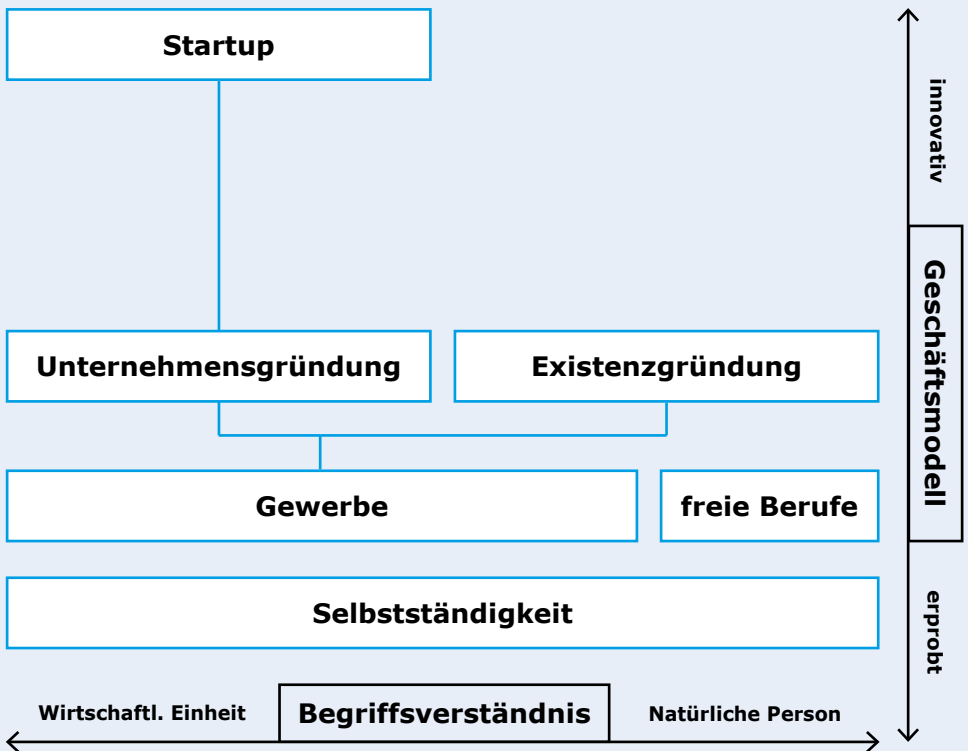 Startup
innovativ
Unternehmensgründung
Existenzgründung
Geschäftsmodell
Gewerbe
freie Berufe
Selbstständigkeit
erprobt
Wirtschaftl. Einheit
Begriffsverständnis
Natürliche Person